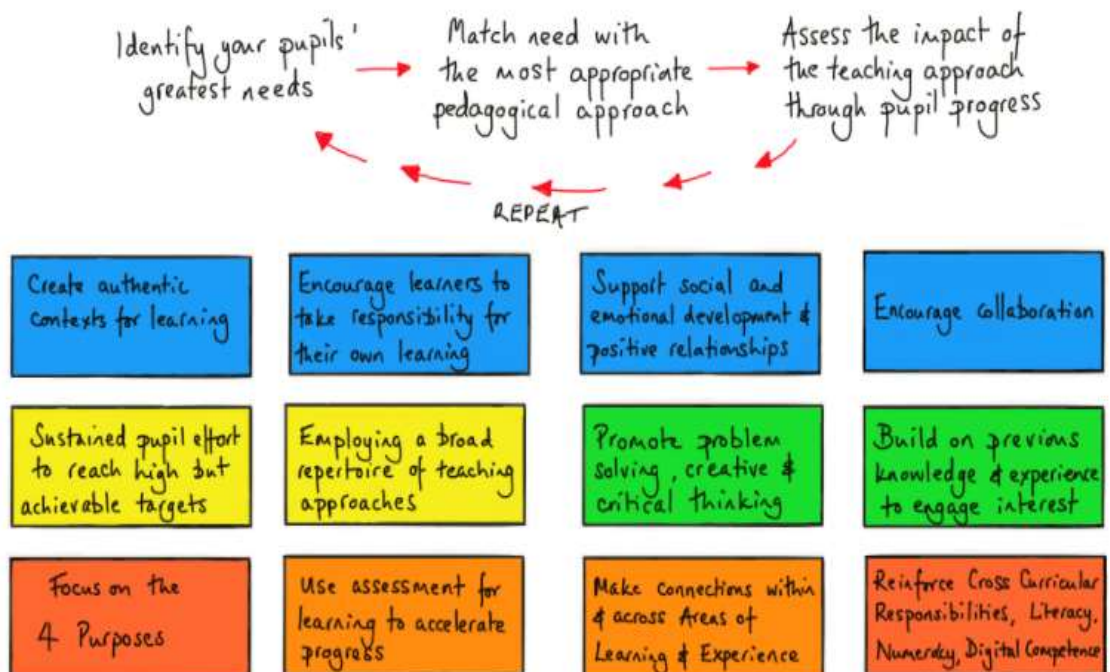 Identify your pupils'
greatest needs
Match need with
the most appropriate
pedagogical approach
Assess the impact of
the teaching approach
through pupil progress
REPEAT
Create authentic
contexts for learning
Encourage learners to
take responsibility for
their own learning
Support social and
emotional development &
positive relationships
Encourage collaboration
Sustained pupil effort
to reach high but
achievable targets
Employing a broad
repertoire of teaching
approaches
Promote problem
solving, creative &
critical thinking
Build on previous
knowledge & experience
to engage interest
Focus on the
4 Purposes
Use assessment for
learning to accelerate
progress
Make connections within
& across Areas of
Learning & Experience
Reinforce Cross Curricular
Responsibilities, Literacy,
Numeracy, Digital Competence